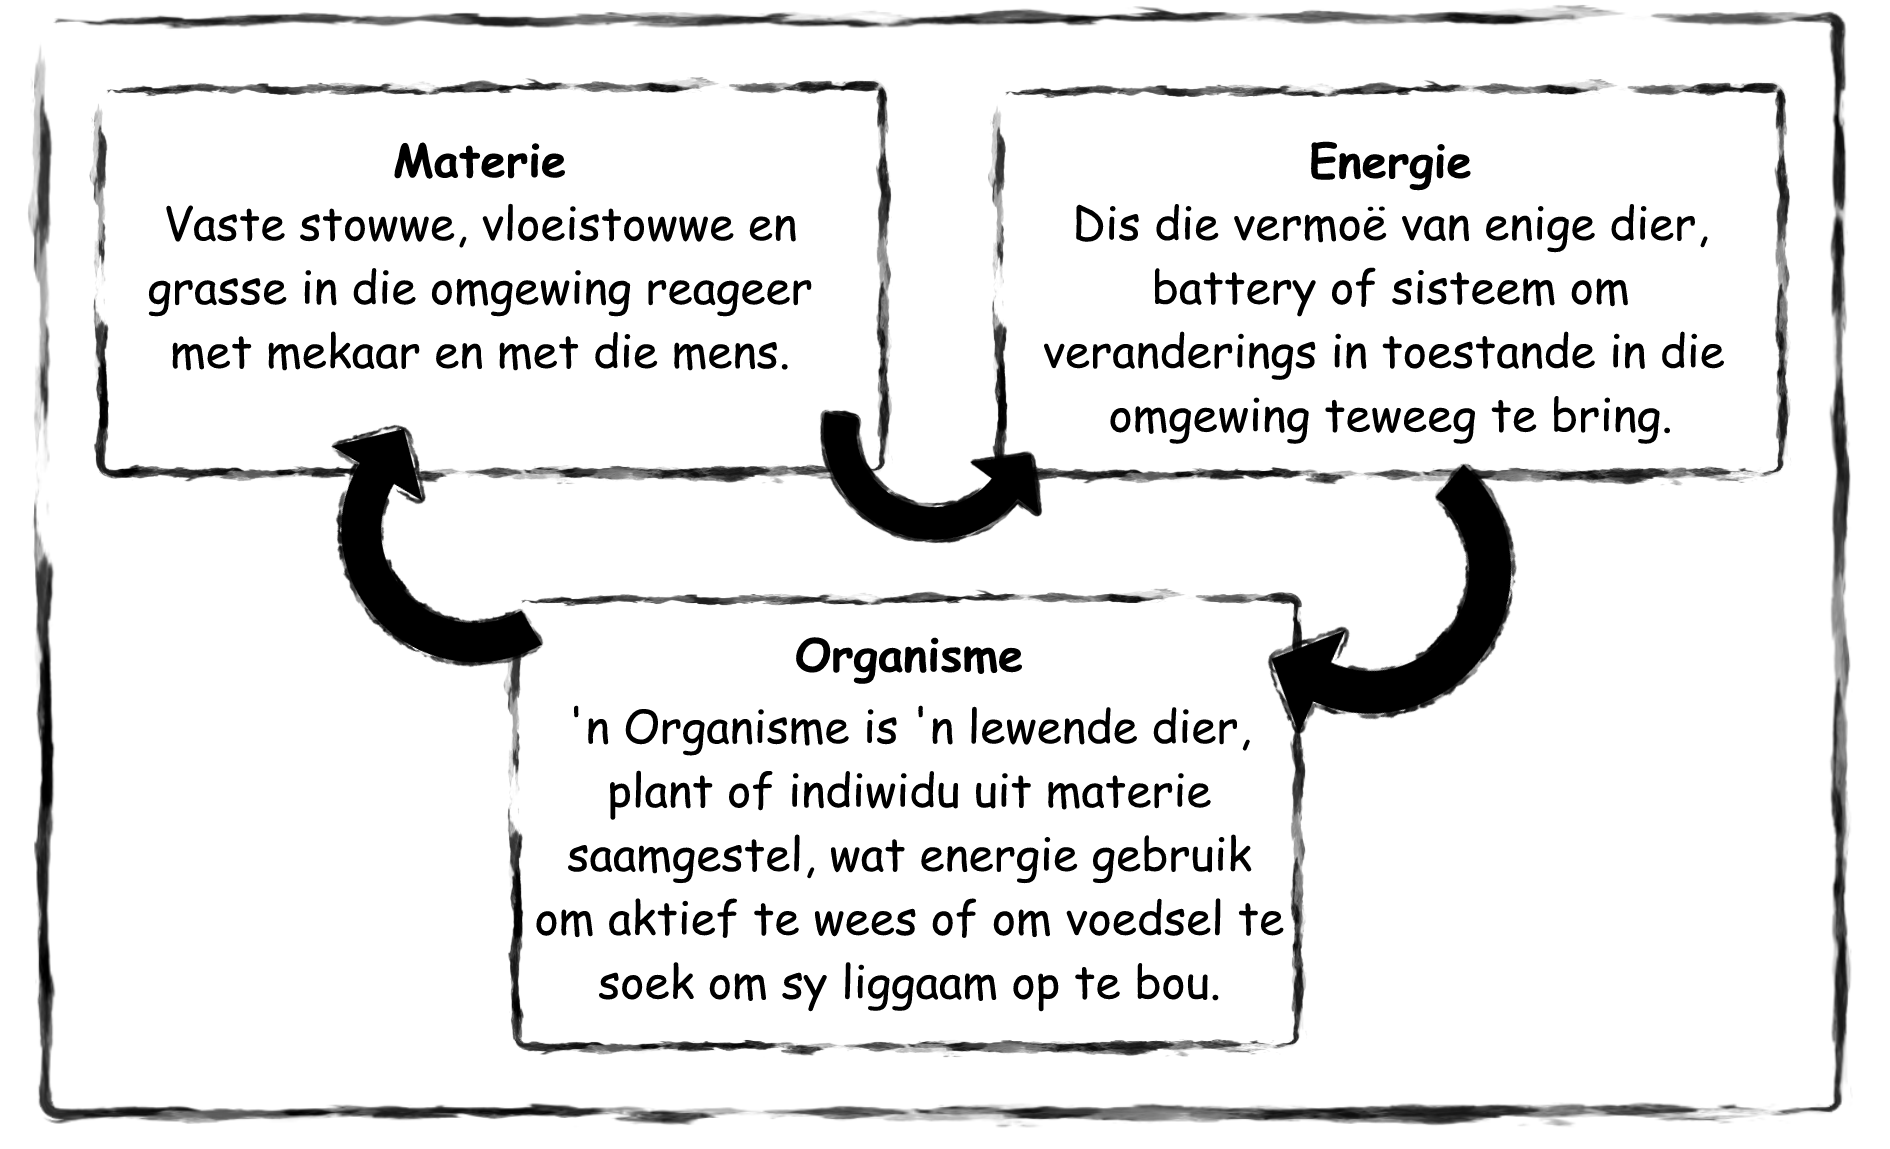 Materie
Vaste stowwe, vloeistowwe en
grasse in die omgewing reageer
met mekaar en met die mens.
Energie
Dis die vermoë van enige dier,
battery of sisteem om
veranderings in toestande in die
omgewing teweeg te bring.
Organisme
'n Organisme is 'n lewende dier,
plant of indiwidu uit materie
saamgestel, wat energie gebruik
om aktief te wees of om voedsel te
soek om sy liggaam op te bou.